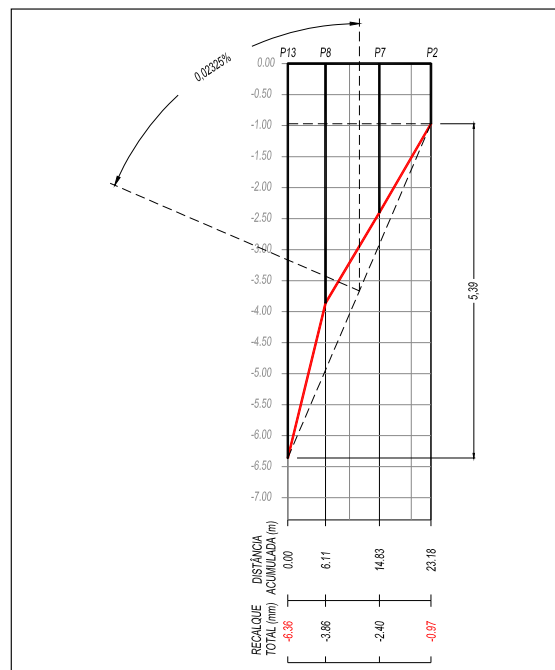 P13 P8 P7 P2
0,02325%
0.00
-0.50
-1.00
-1.50
-2.00
-2.50
-3.00
-3.50
-4.00
-4.50
-5.00
-5.50
-6.00
-6.50
-7.00
5,39
DISTÂNCIA
ACUMULADA (m)
0.00 6.11 14.83 23.18
RECALQUE
TOTAL (mm)
-6.36 -3.86 -2.40 -0.97